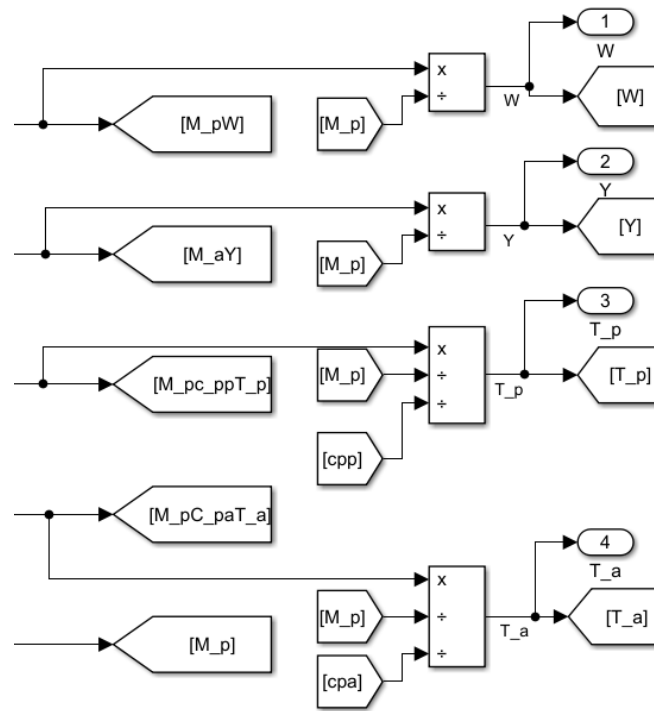 1
W
x
÷
[M_pW]
[M_p]
W
[W]
2
Y
x
÷
[M_aY]
[M_p]
Y
[Y]
3
T_p
x
÷
÷
[M_pc_ppT_p]
[M_p]
T_p
[T_p]
[cpp]
[M_pC_paT_a]
4
T_a
x
÷
÷
[M_p]
[M_p]
T_a
[T_a]
[cpa]